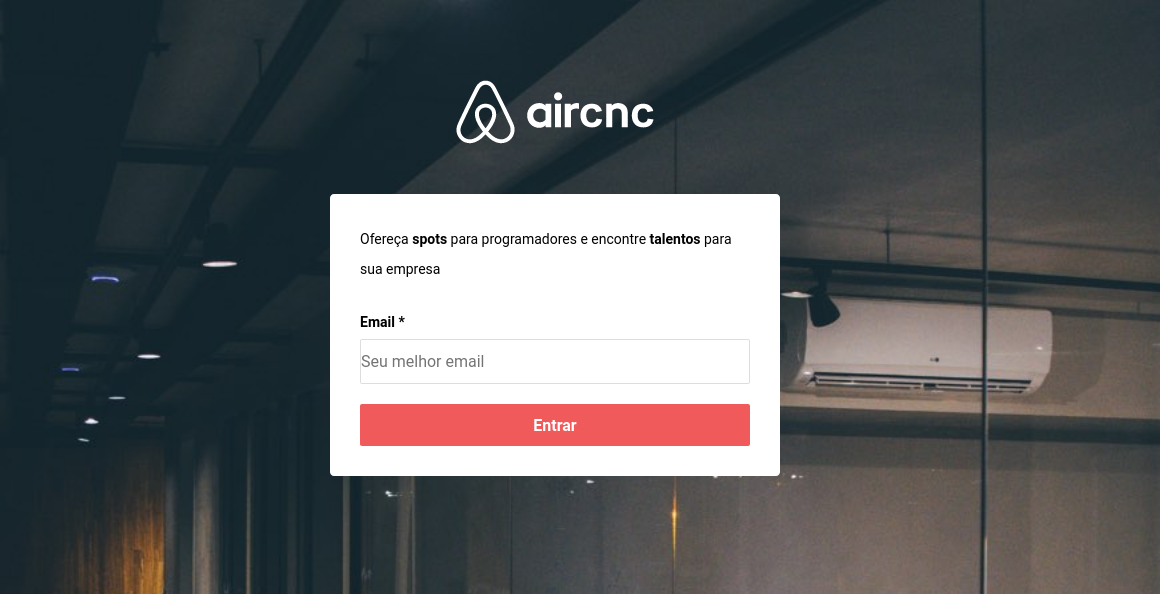 aircnc
Ofereça spots para programadores e encontre talentos para
sua empresa
Email *
Seu melhor email
Entrar